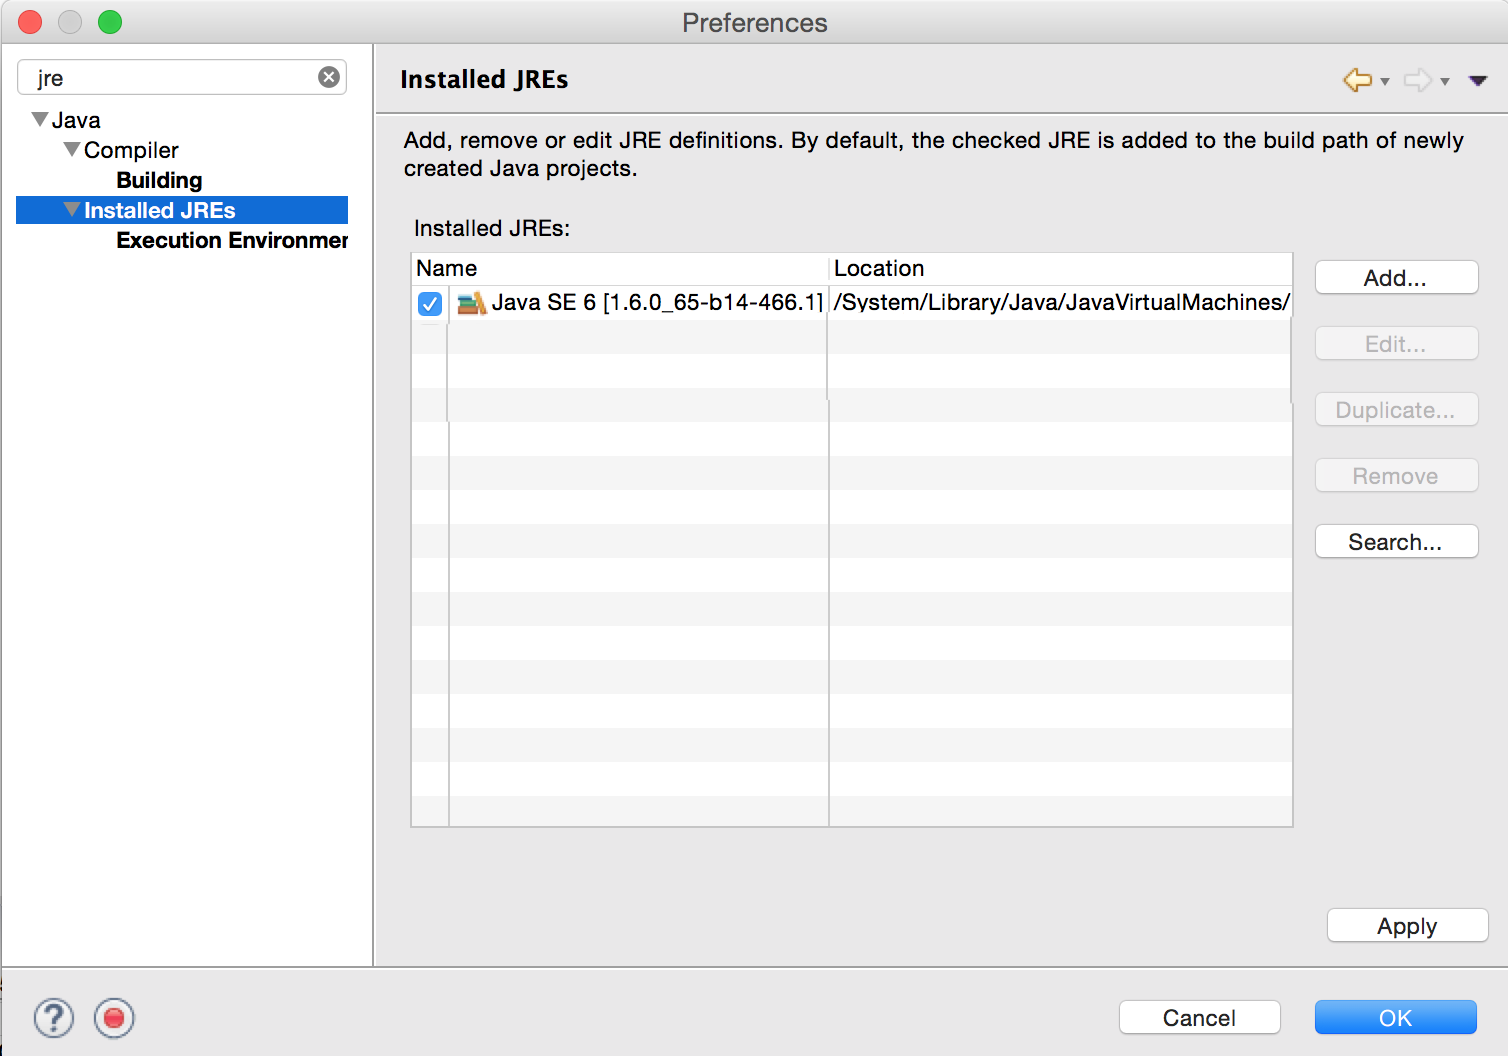 Preferences
jre
Java
Compiler
Building
Installed JREs
Execution Environmen
Installed JREs
Add, remove or edit JRE definitions. By default, the checked JRE is added to the build path of newly
created Java projects.
Installed JREs:
Name Location
Java SE 6 [1.6.0_65-b14-466.1] /System/Library/Java/JavaVirtualMachines/
Add...
Edit...
Duplicate...
Remove
Search...
Apply
?
Cancel OK